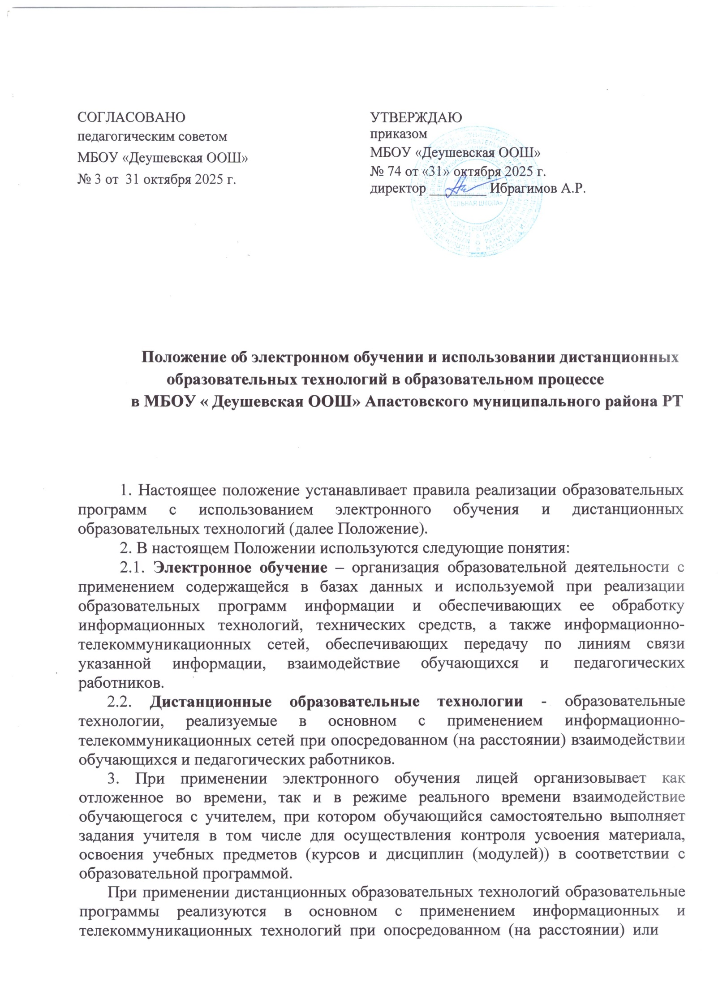 СОГЛАСОВАНО
педагогическим советом
МБОУ «Деушевская ООШ»
№ 3 от 31 октября 2025 г.
УТВЕРЖДАЮ
приказом
МБОУ «Деушевская ООШ»
№ 74 от «31» октября 2025 г.
директор _________ Ибрагимов А.Р.
ТЕЛЬНАЯ ШКОЛА»
Положение об электронном обучении и использовании дистанционных
образовательных технологий в образовательном процессе
в МБОУ « Деушевская ООШ» Апастовского муниципального района РТ
1. Настоящее положение устанавливает правила реализации образовательных
программ с использованием электронного обучения и дистанционных
образовательных технологий (далее Положение).
2. В настоящем Положении используются следующие понятия:
2.1. Электронное обучение – организация образовательной деятельности с
применением содержащейся в базах данных и используемой при реализации
образовательных программ информации и обеспечивающих ее обработку
информационных технологий, технических средств, а также информационно-
телекоммуникационных сетей, обеспечивающих передачу по линиям связи
указанной информации, взаимодействие обучающихся и педагогических
работников.
2.2. Дистанционные образовательные технологии - образовательные
технологии, реализуемые в основном с применением информационно-
телекоммуникационных сетей при опосредованном (на расстоянии) взаимодействии
обучающихся и педагогических работников.
3. При применении электронного обучения лицей организовывает как
отложенное во времени, так и в режиме реального времени взаимодействие
обучающегося с учителем, при котором обучающийся самостоятельно выполняет
задания учителя в том числе для осуществления контроля усвоения материала,
освоения учебных предметов (курсов и дисциплин (модулей)) в соответствии с
образовательной программой.
При применении дистанционных образовательных технологий образовательные
программы реализуются в основном с применением информационных и
телекоммуникационных технологий при опосредованном (на расстоянии) или